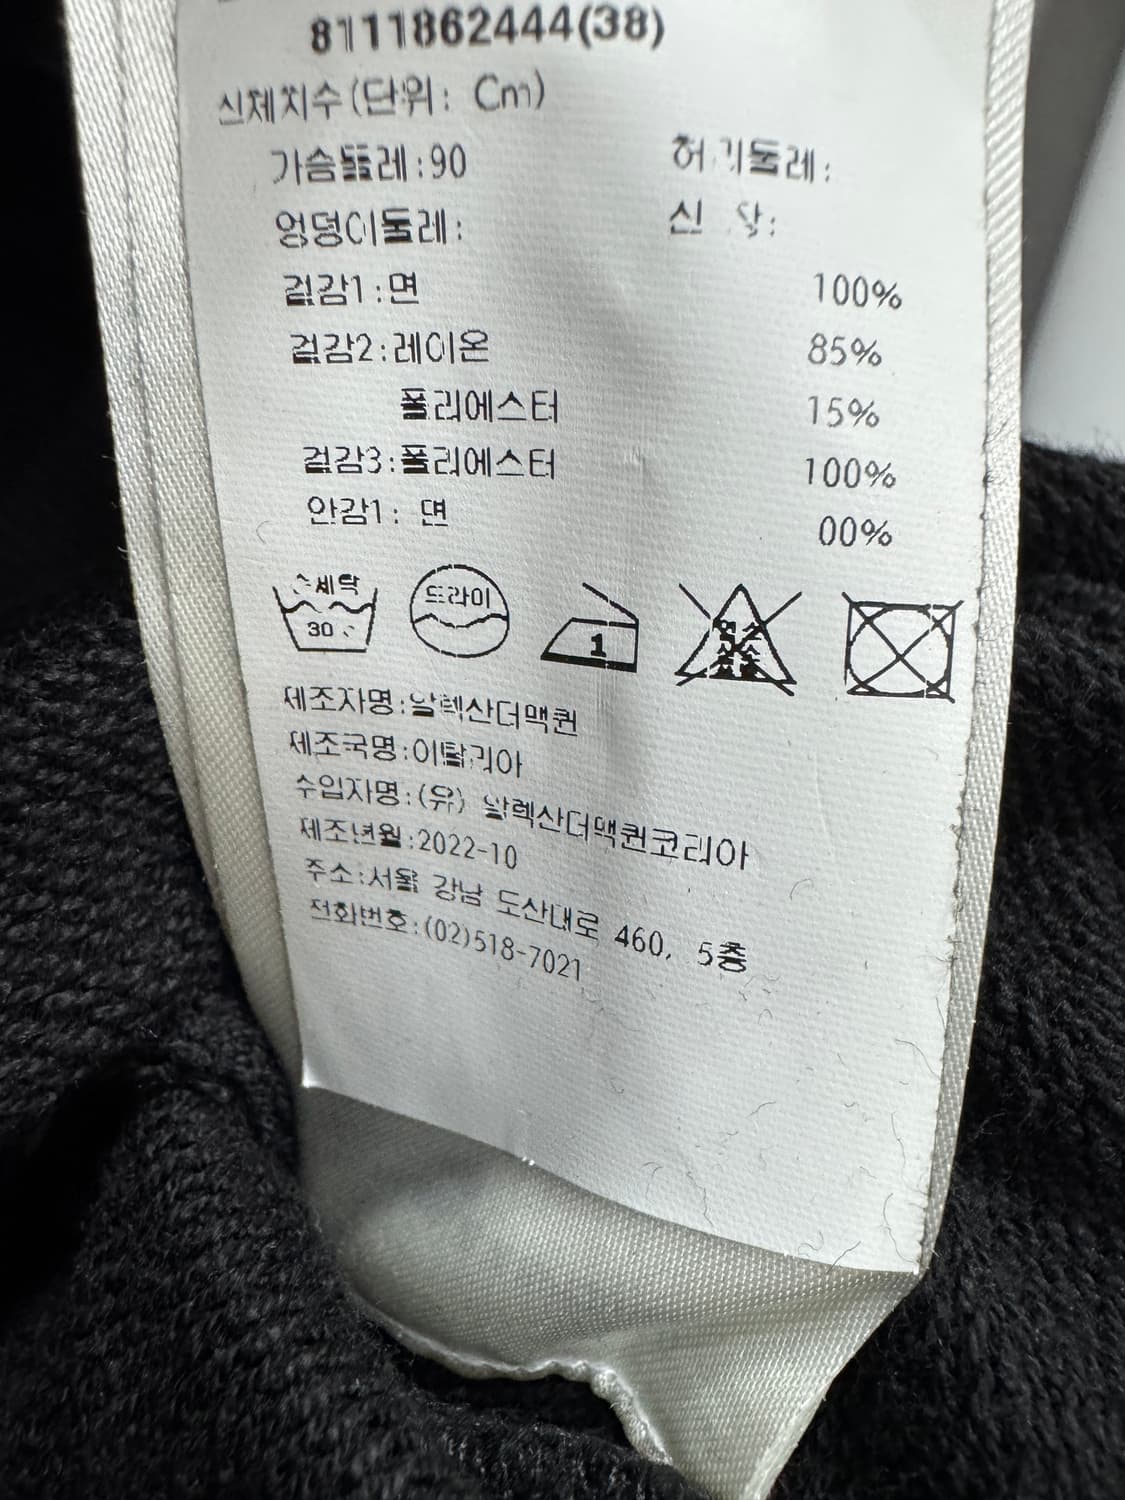 8111862444(38)
신체치수(단위: Cm)
가슴둘레:90 허리둘레:
엉덩이둘레: 신 장:
겉감1:면 100%
겉감2:레이온 85%
폴리에스터 15%
겉감3:폴리에스터 100%
안감1: 면 00%
손세탁 드라이
30 1
제조자명:알렉산더맥퀸
제조국명:이탈리아
수입자명:(유) 알렉산더맥퀸코리아
제조년월:2022-10
주소:서울 강남 도산대로 460, 5층
전화번호:(02)518-7021